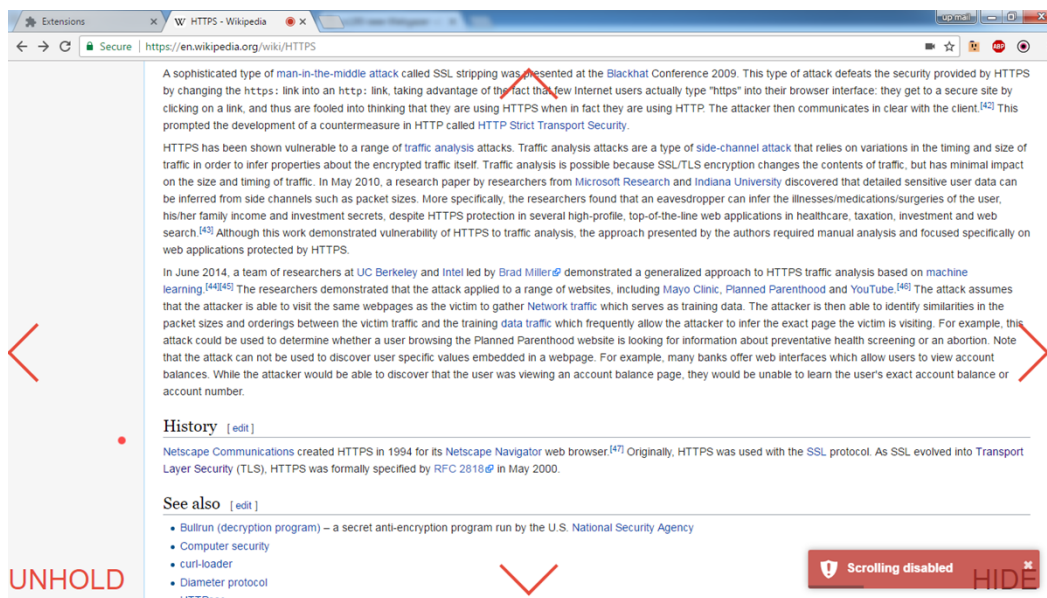 Extensions
HTTPS - Wikipedia
up mail
Secure
https://en.wikipedia.org/wiki/HTTPS
ABP
A sophisticated type of man-in-the-middle attack called SSL stripping was presented at the Blackhat Conference 2009. This type of attack defeats the security provided by HTTPS
by changing the https: link into an http: link, taking advantage of the fact that few Internet users actually type "https" into their browser interface: they get to a secure site by
clicking on a link, and thus are fooled into thinking that they are using HTTPS when in fact they are using HTTP. The attacker then communicates in clear with the client.[42] This
prompted the development of a countermeasure in HTTP called HTTP Strict Transport Security.
HTTPS has been shown vulnerable to a range of traffic analysis attacks. Traffic analysis attacks are a type of side-channel attack that relies on variations in the timing and size of
traffic in order to infer properties about the encrypted traffic itself. Traffic analysis is possible because SSL/TLS encryption changes the contents of traffic, but has minimal impact
on the size and timing of traffic. In May 2010, a research paper by researchers from Microsoft Research and Indiana University discovered that detailed sensitive user data can
be inferred from side channels such as packet sizes. More specifically, the researchers found that an eavesdropper can infer the illnesses/medications/surgeries of the user,
his/her family income and investment secrets, despite HTTPS protection in several high-profile, top-of-the-line web applications in healthcare, taxation, investment and web
search.[43] Although this work demonstrated vulnerability of HTTPS to traffic analysis, the approach presented by the authors required manual analysis and focused specifically on
web applications protected by HTTPS.
In June 2014, a team of researchers at UC Berkeley and Intel led by Brad Miller demonstrated a generalized approach to HTTPS traffic analysis based on machine
learning.[44][45] The researchers demonstrated that the attack applied to a range of websites, including Mayo Clinic, Planned Parenthood and YouTube.[46] The attack assumes
that the attacker is able to visit the same webpages as the victim to gather Network traffic which serves as training data. The attacker is then able to identify similarities in the
packet sizes and orderings between the victim traffic and the training data traffic which frequently allow the attacker to infer the exact page the victim is visiting. For example, this
attack could be used to determine whether a user browsing the Planned Parenthood website is looking for information about preventative health screening or an abortion. Note
that the attack can not be used to discover user specific values embedded in a webpage. For example, many banks offer web interfaces which allow users to view account
balances. While the attacker would be able to discover that the user was viewing an account balance page, they would be unable to learn the user's exact account balance or
account number.
History [ edit ]
Netscape Communications created HTTPS in 1994 for its Netscape Navigator web browser.[47] Originally, HTTPS was used with the SSL protocol. As SSL evolved into Transport
Layer Security (TLS), HTTPS was formally specified by RFC 2818 in May 2000.
See also [ edit ]
• Bullrun (decryption program) – a secret anti-encryption program run by the U.S. National Security Agency
• Computer security
• curl-loader
• Diameter protocol
UNHOLD
Scrolling disabled
HIDE